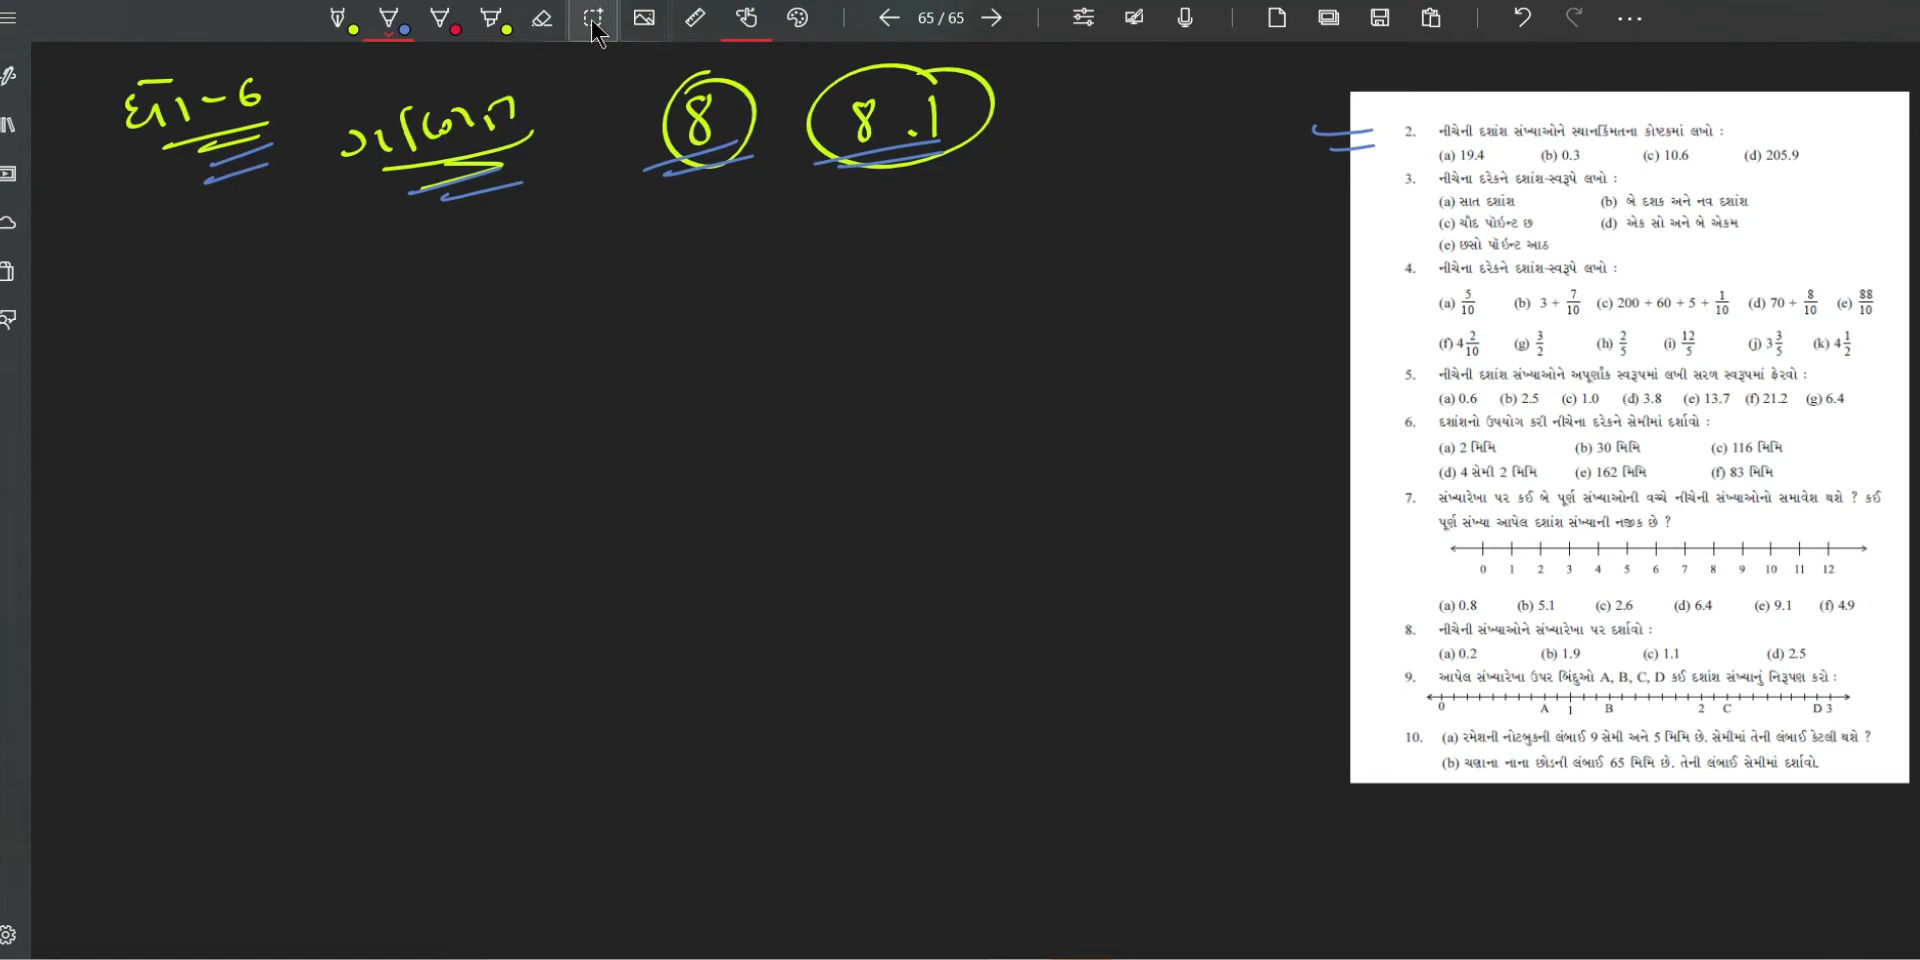 65 / 65
ધોરણ - 6 ગણિત 8 8.1
2. નીચેની દશાંશ સંખ્યાઓને સ્થાનકિંમતના કોષ્ટકમાં લખો :
(a) 19.4 (b) 0.3 (c) 10.6 (d) 205.9
3. નીચેના દરેકને દશાંશ-સ્વરૂપે લખો :
(a) સાત દશાંશ (b) બે દશક અને નવ દશાંશ
(c) ચૌદ પૉઇન્ટ છ (d) એક સો અને બે એકમ
(e) છસો પૉઇન્ટ આઠ
4. નીચેના દરેકને દશાંશ-સ્વરૂપે લખો :
(a) 5/10 (b) 3 + 7/10 (c) 200 + 60 + 5 + 1/10 (d) 70 + 8/10 (e) 88/10
(f) 4 2/10 (g) 3/2 (h) 2/5 (i) 12/5 (j) 3 3/5 (k) 4 1/2
5. નીચેની દશાંશ સંખ્યાઓને અપૂર્ણાંક સ્વરૂપમાં લખી સરળ સ્વરૂપમાં ફેરવો :
(a) 0.6 (b) 2.5 (c) 1.0 (d) 3.8 (e) 13.7 (f) 21.2 (g) 6.4
6. દશાંશનો ઉપયોગ કરી નીચેના દરેકને સેમીમાં દર્શાવો :
(a) 2 મિમિ (b) 30 મિમિ (c) 116 મિમિ
(d) 4 સેમી 2 મિમિ (e) 162 મિમિ (f) 83 મિમિ
7. સંખ્યારેખા પર કઈ બે પૂર્ણ સંખ્યાઓની વચ્ચે નીચેની સંખ્યાઓનો સમાવેશ થશે ? કઈ
પૂર્ણ સંખ્યા આપેલ દશાંશ સંખ્યાની નજીક છે ?
0 1 2 3 4 5 6 7 8 9 10 11 12
(a) 0.8 (b) 5.1 (c) 2.6 (d) 6.4 (e) 9.1 (f) 4.9
8. નીચેની સંખ્યાઓને સંખ્યારેખા પર દર્શાવો :
(a) 0.2 (b) 1.9 (c) 1.1 (d) 2.5
9. આપેલ સંખ્યારેખા ઉપર બિંદુઓ A, B, C, D કઈ દશાંશ સંખ્યાનું નિરૂપણ કરો :
0 A 1 B 2 C D 3
10. (a) રમેશની નોટબુકની લંબાઈ 9 સેમી અને 5 મિમિ છે. સેમીમાં તેની લંબાઈ કેટલી થશે ?
(b) ચણાના નાના છોડની લંબાઈ 65 મિમિ છે. તેની લંબાઈ સેમીમાં દર્શાવો.